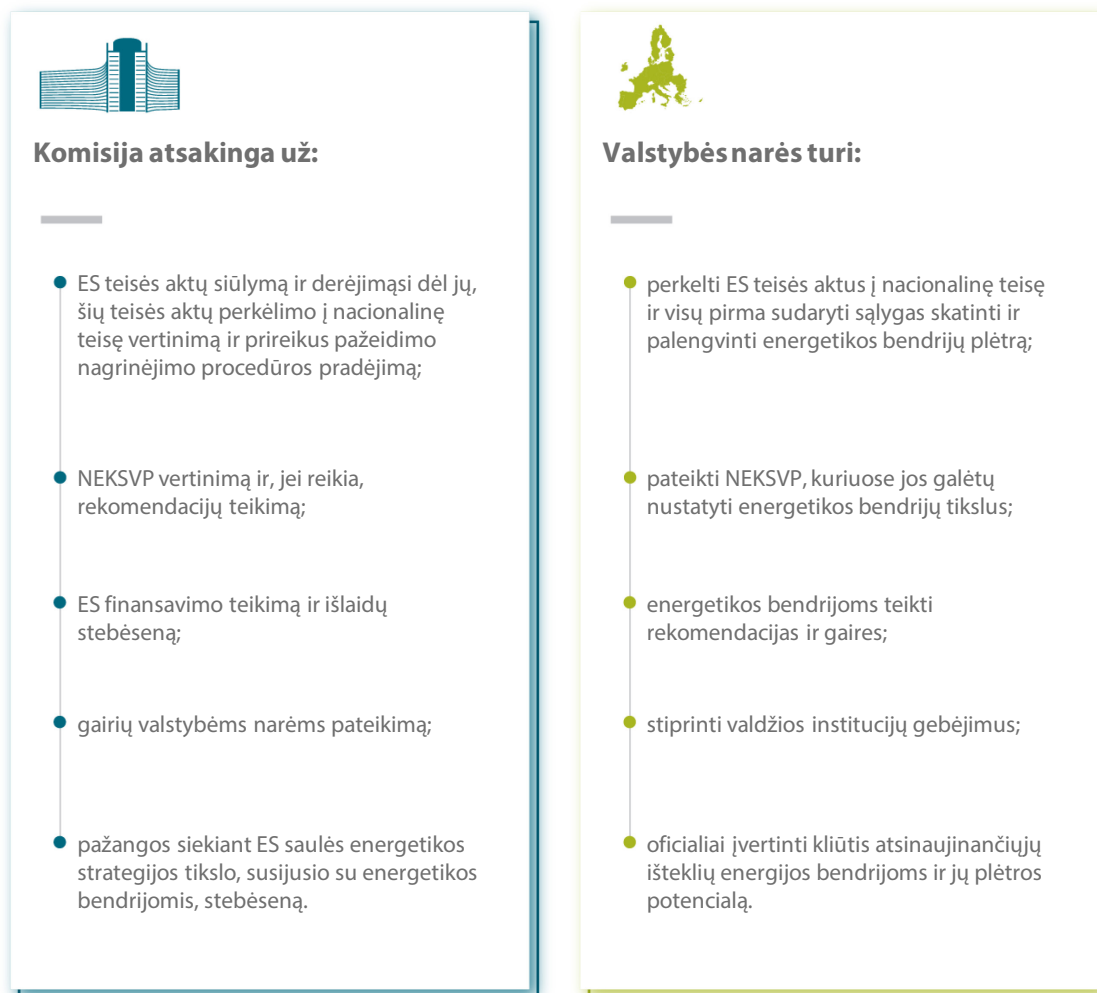 Komisija atsakinga už:
ES teisės aktų siūlymą ir derėjimąsi dėl jų,
šių teisės aktų perkėlimo į nacionalinę
teisę vertinimą ir prireikus pažeidimo
nagrinėjimo procedūros pradėjimą;
NEKSVP vertinimą ir, jei reikia,
rekomendacijų teikimą;
ES finansavimo teikimą ir išlaidų
stebėseną;
gairių valstybėms narėms pateikimą;
pažangos siekiant ES saulės energetikos
strategijos tikslo, susijusio su energetikos
bendrijomis, stebėseną.
Valstybės narės turi:
perkelti ES teisės aktus į nacionalinę teisę
ir visų pirma sudaryti sąlygas skatinti ir
palengvinti energetikos bendrijų plėtrą;
pateikti NEKSVP, kuriuose jos galėtų
nustatyti energetikos bendrijų tikslus;
energetikos bendrijoms teikti
rekomendacijas ir gaires;
stiprinti valdžios institucijų gebėjimus;
oficialiai įvertinti kliūtis atsinaujinančiųjų
išteklių energijos bendrijoms ir jų plėtros
potencialą.